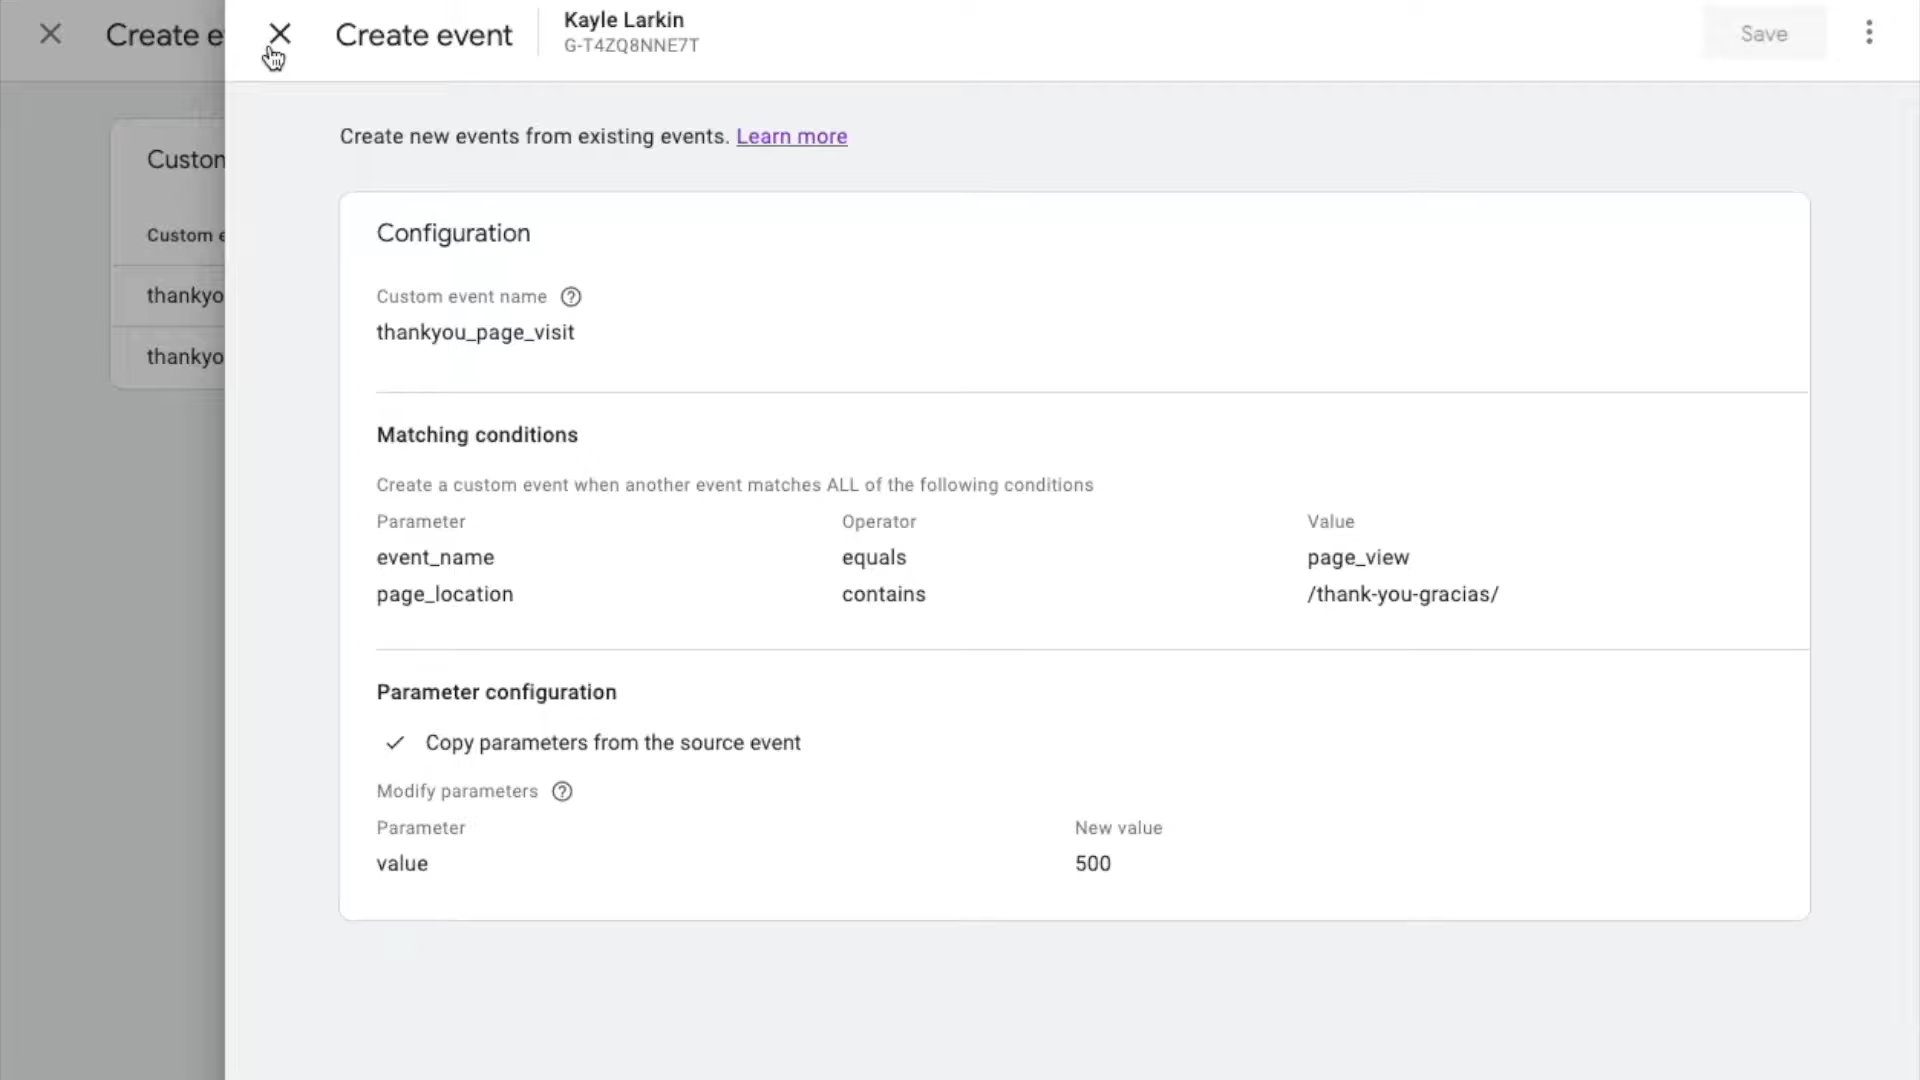 Create e
Create event
Kayle Larkin
G-T4ZQ8NNE7T
Save
Create new events from existing events. Learn more
Custon
Configuration
Custom e
Custom event name
thankyo
thankyou_page_visit
thankyo
Matching conditions
Create a custom event when another event matches ALL of the following conditions
Parameter Operator Value
event_name equals page_view
page_location contains /thank-you-gracias/
Parameter configuration
Copy parameters from the source event
Modify parameters
Parameter New value
value 500